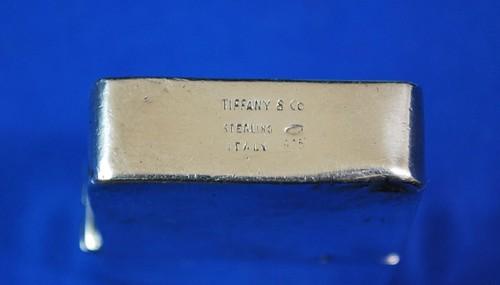 TIFFANY & Co
STERLING
ITALY 925